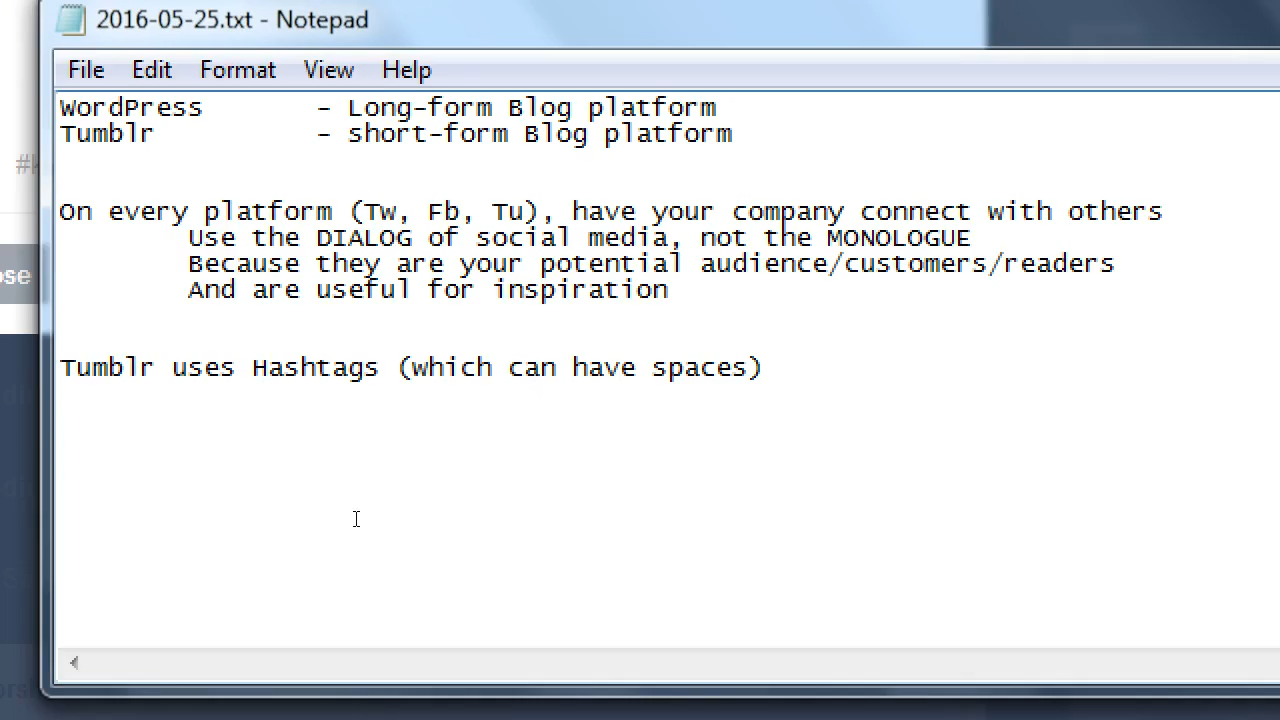 2016-05-25.txt - Notepad
File Edit Format View Help
WordPress - Long-form Blog platform
Tumblr - short-form Blog platform
On every platform (Tw, Fb, Tu), have your company connect with others
Use the DIALOG of social media, not the MONOLOGUE
Because they are your potential audience/customers/readers
And are useful for inspiration
Tumblr uses Hashtags (which can have spaces)